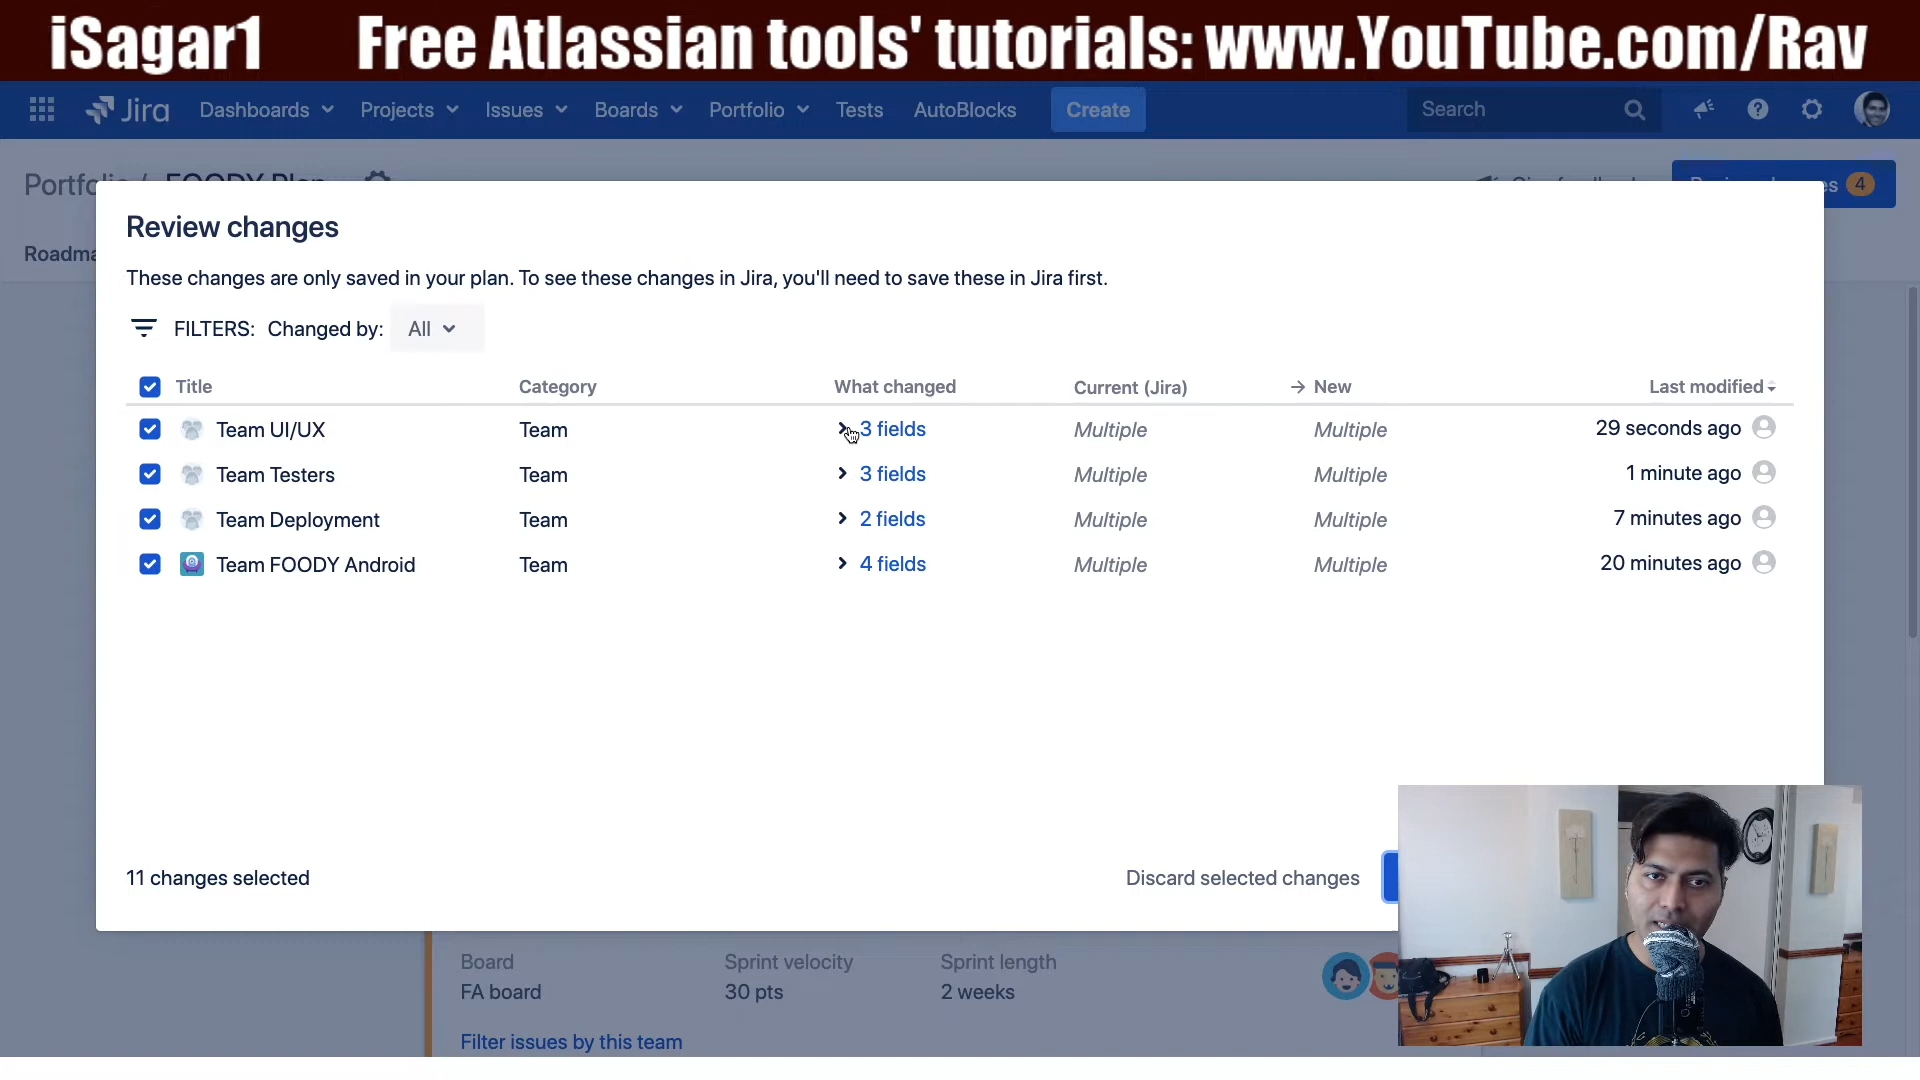 iSagar1 Free Atlassian tools' tutorials: www.YouTube.com/Rav
Jira Dashboards Projects Issues Boards Portfolio Tests AutoBlocks Create Search
Portfolio / FOODY Plan
4
Roadma
Review changes
These changes are only saved in your plan. To see these changes in Jira, you'll need to save these in Jira first.
FILTERS: Changed by: All
Title Category What changed Current (Jira) → New Last modified
Team UI/UX Team 3 fields Multiple Multiple 29 seconds ago
Team Testers Team 3 fields Multiple Multiple 1 minute ago
Team Deployment Team 2 fields Multiple Multiple 7 minutes ago
Team FOODY Android Team 4 fields Multiple Multiple 20 minutes ago
11 changes selected Discard selected changes
Board Sprint velocity Sprint length
FA board 30 pts 2 weeks
Filter issues by this team